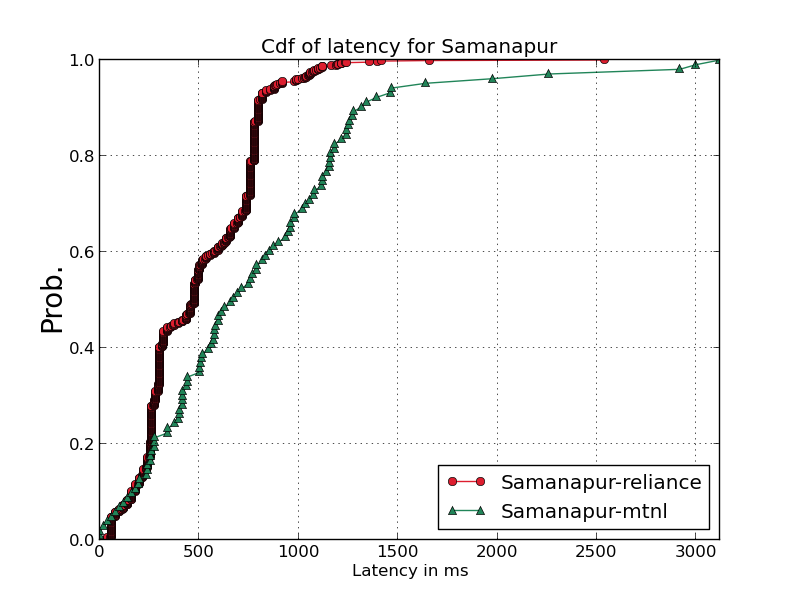 Cdf of latency for Samanapur
Prob.
1.0
0.8
0.6
0.4
0.2
0.0
0
500
1000
1500
2000
2500
3000
Latency in ms
Samanapur-reliance
Samanapur-mtnl